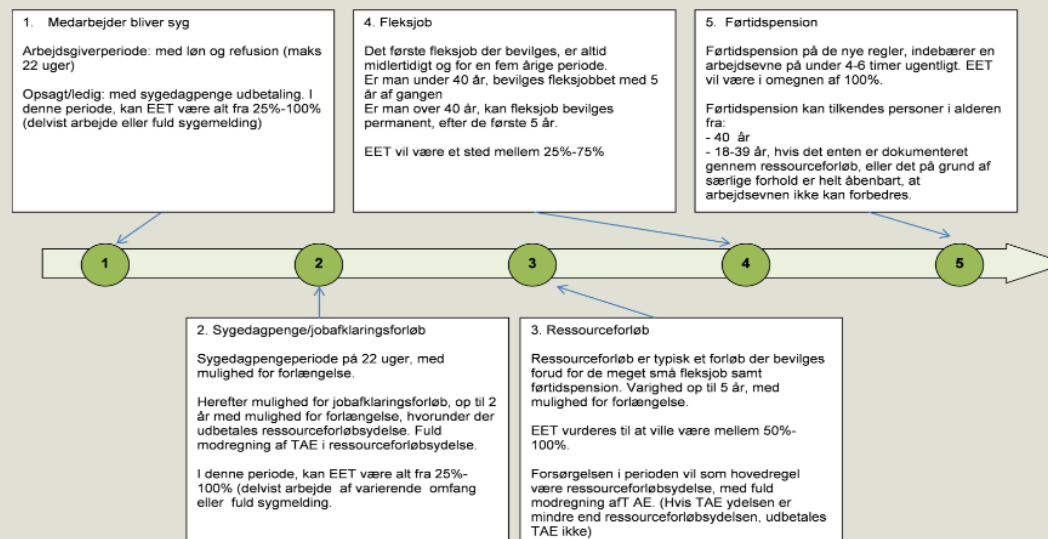 1. Medarbejder bliver syg
Arbejdsgiverperiode: med løn og refusion (maks
22 uger)
Opsagt/ledig: med sygedagpenge udbetaling. I
denne periode, kan EET være alt fra 25%-100%
(delvist arbejde eller fuld sygemelding)
4. Fleksjob
Det første fleksjob der bevilges, er altid
midlertidigt og for en fem årige periode.
Er man under 40 år, bevilges fleksjobbet med 5
år af gangen
Er man over 40 år, kan fleksjob bevilges
permanent, efter de første 5 år.
EET vil være et sted mellem 25%-75%
5. Førtidspension
Førtidspension på de nye regler, indebærer en
arbejdsevne på under 4-6 timer ugentligt. EET
vil være i omegnen af 100%.
Førtidspension kan tilkendes personer i alderen
fra:
- 40 år
- 18-39 år, hvis det enten er dokumenteret
gennem ressourceforløb, eller det på grund af
særlige forhold er helt åbenbart, at
arbejdsevnen ikke kan forbedres.
1
2
3
4
5
2. Sygedagpenge/jobafklaringsforløb
Sygedagpengeperiode på 22 uger, med
mulighed for forlængelse.
Herefter mulighed for jobafklaringsforløb, op til 2
år med mulighed for forlængelse, hvorunder der
udbetales ressourceforløbsydelse. Fuld
modregning af TAE i ressourceforløbsydelse.
I denne periode, kan EET være alt fra 25%-
100% (delvist arbejde af varierende omfang
eller fuld sygmelding.
3. Ressourceforløb
Ressourceforløb er typisk et forløb der bevilges
forud for de meget små fleksjob samt
førtidspension. Varighed op til 5 år, med
mulighed for forlængelse.
EET vurderes til at ville være mellem 50%-
100%.
Forsørgelsen i perioden vil som hovedregel
være ressourceforløbsydelse, med fuld
modregning afT AE. (Hvis TAE ydelsen er
mindre end ressourceforløbsydelsen, udbetales
TAE ikke)